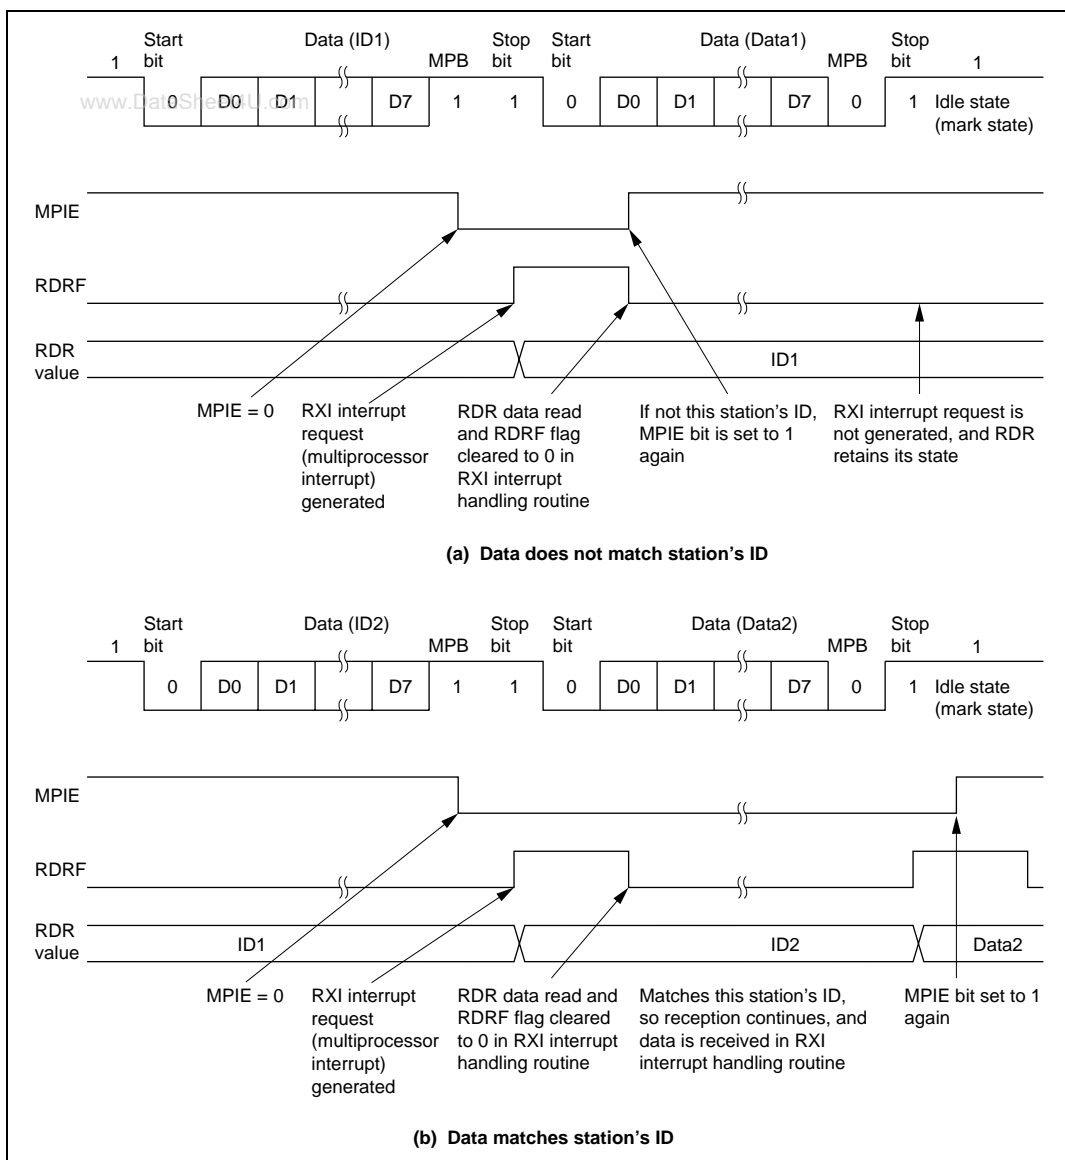 Start bit
Data (ID1)
Stop bit
Start bit
Data (Data1)
Stop bit
1
MPB
MPB
1
www.DataSheet4U.com
0
D0
D1
D7
1
1
0
D0
D1
D7
0
1
Idle state
(mark state)
MPIE
RDRF
RDR
value
ID1
MPIE = 0
RXI interrupt
request
(multiprocessor
interrupt)
generated
RDR data read
and RDRF flag
cleared to 0 in
RXI interrupt
handling routine
If not this station's ID,
MPIE bit is set to 1
again
RXI interrupt request is
not generated, and RDR
retains its state
(a) Data does not match station's ID
Start bit
Data (ID2)
Stop bit
Start bit
Data (Data2)
Stop bit
1
MPB
MPB
1
0
D0
D1
D7
1
1
0
D0
D1
D7
0
1
Idle state
(mark state)
MPIE
RDRF
RDR
value
ID1
ID2
Data2
MPIE = 0
RXI interrupt
request
(multiprocessor
interrupt)
generated
RDR data read and
RDRF flag cleared
to 0 in RXI interrupt
handling routine
Matches this station's ID,
so reception continues, and
data is received in RXI
interrupt handling routine
MPIE bit set to 1
again
(b) Data matches station's ID